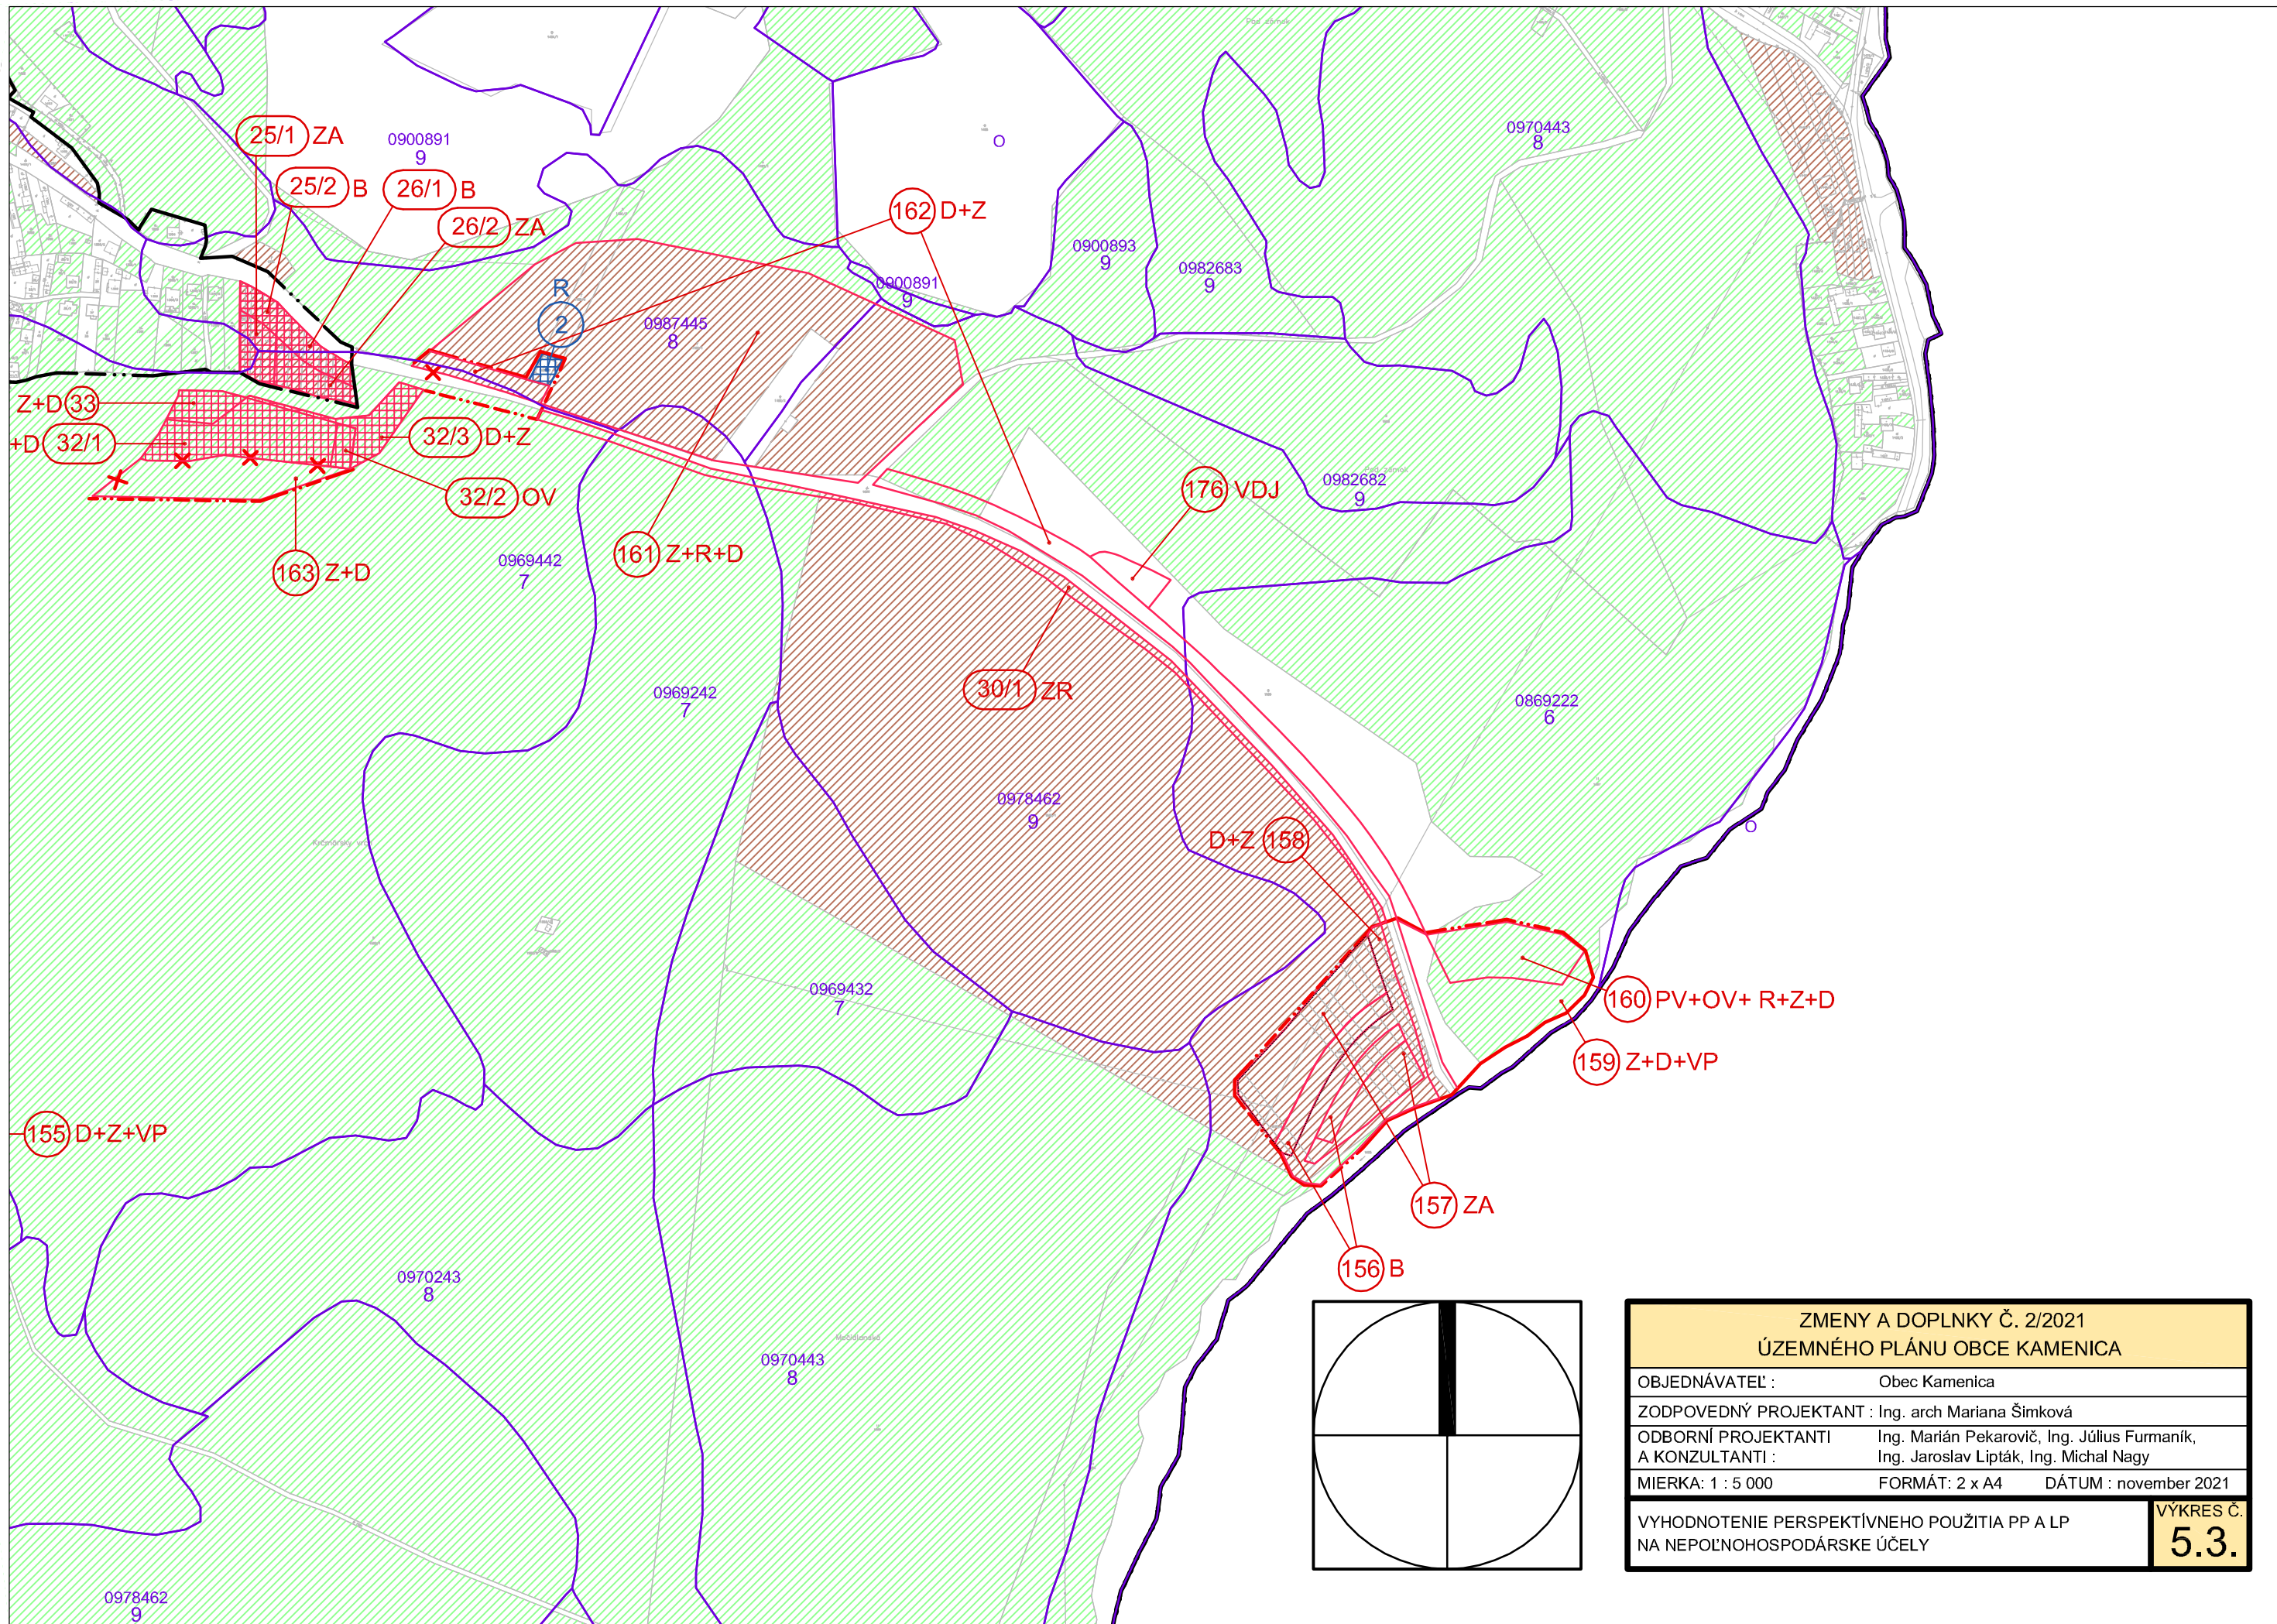 Pod zámok
25/1 ZA
0900891
9
O
0970443
8
25/2 B
26/1 B
26/2 ZA
162 D+Z
0900893
9
0982683
9
0900891
9
R
2
0987445
8
Z+D 33
+D 32/1
32/3 D+Z
32/2 OV
Pod zámok
0982682
9
176 VDJ
161 Z+R+D
0969442
7
163 Z+D
30/1 ZR
0969242
7
0869222
6
0978462
9
O
D+Z 158
0969432
7
160 PV+OV+ R+Z+D
159 Z+D+VP
155 D+Z+VP
157 ZA
156 B
0970243
8
0970443
8
0978462
9
ZMENY A DOPLNKY Č. 2/2021
ÚZEMNÉHO PLÁNU OBCE KAMENICA
OBJEDNÁVATEĽ : Obec Kamenica
ZODPOVEDNÝ PROJEKTANT : Ing. arch Mariana Šimková
ODBORNÍ PROJEKTANTI Ing. Marián Pekarovič, Ing. Július Furmaník,
A KONZULTANTI : Ing. Jaroslav Lipták, Ing. Michal Nagy
MIERKA: 1 : 5 000 FORMÁT: 2 x A4 DÁTUM : november 2021
VYHODNOTENIE PERSPEKTÍVNEHO POUŽITIA PP A LP
NA NEPOĽNOHOSPODÁRSKE ÚČELY
VÝKRES Č.
5.3.